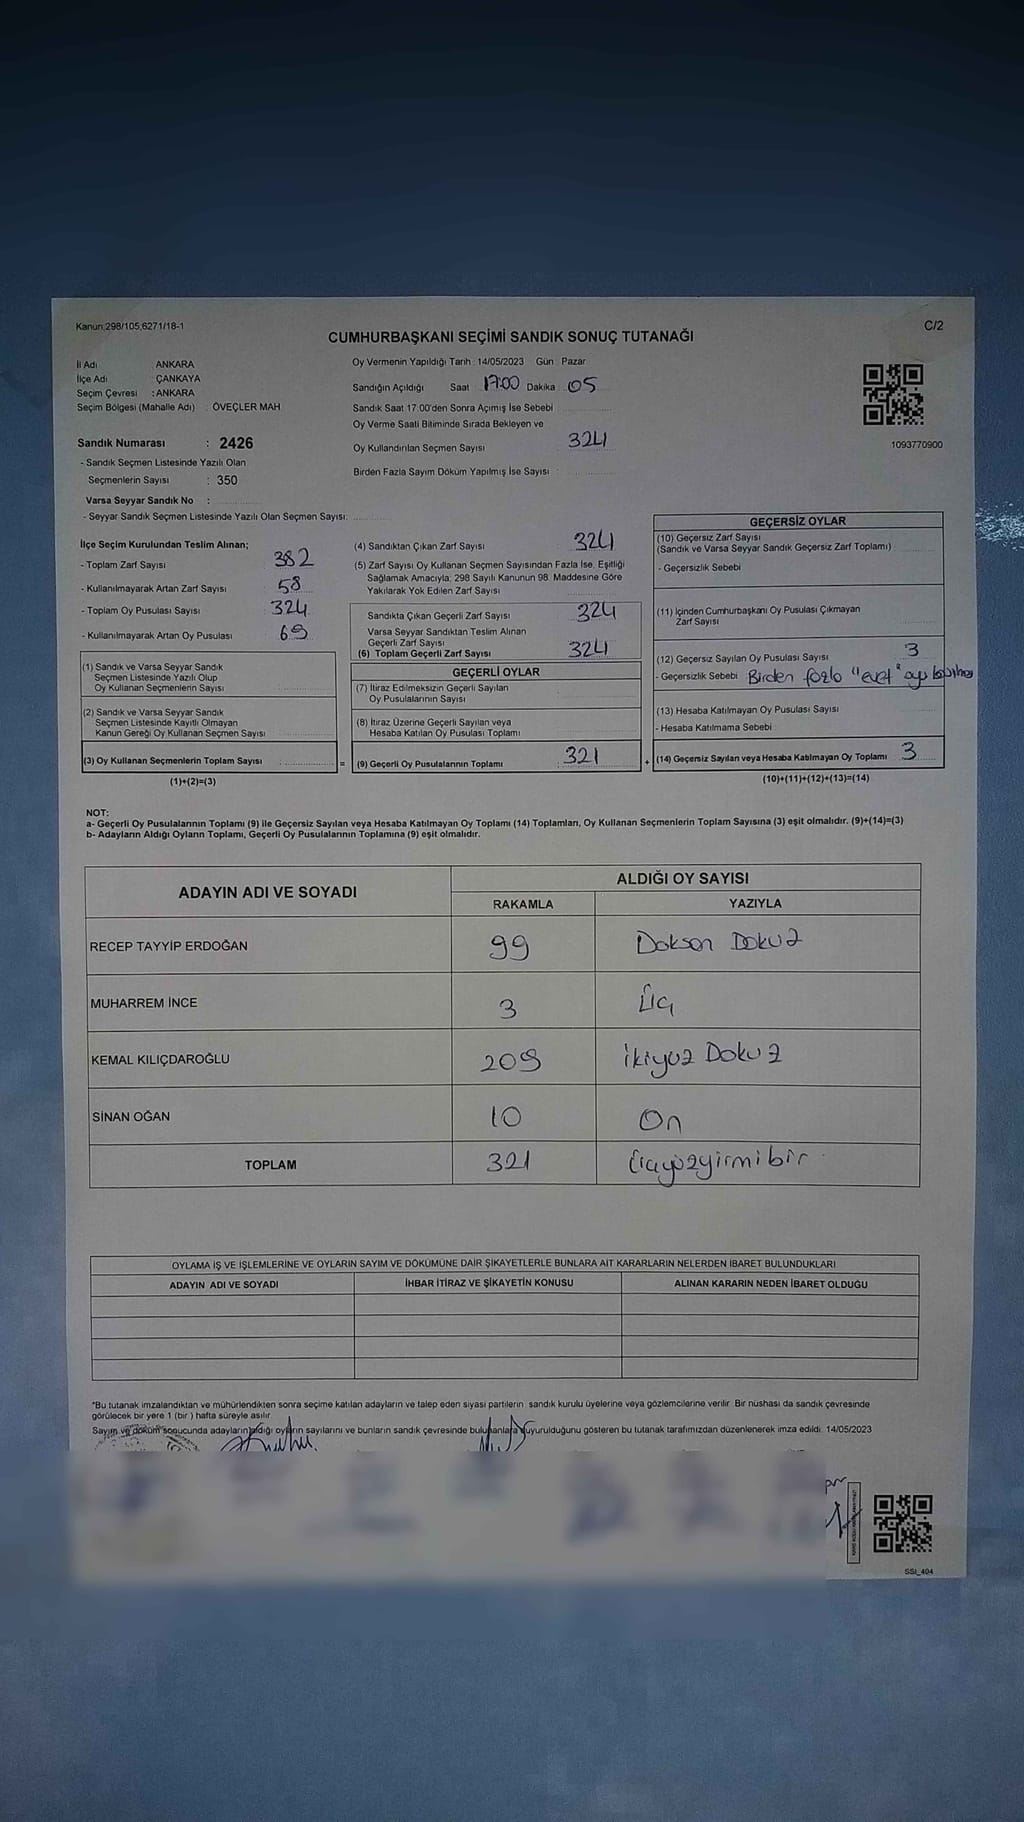 Kanun:298/105;6271/18-1
C/2
CUMHURBAŞKANI SEÇİMİ SANDIK SONUÇ TUTANAĞI
İl Adı ANKARA
İlçe Adı ÇANKAYA
Seçim Çevresi : ANKARA
Seçim Bölgesi (Mahalle Adı) : ÖVEÇLER MAH
Sandık Numarası : 2426
- Sandık Seçmen Listesinde Yazılı Olan
Seçmenlerin Sayısı : 350
Varsa Seyyar Sandık No :
- Seyyar Sandık Seçmen Listesinde Yazılı Olan Seçmen Sayısı:
Oy Vermenin Yapıldığı Tarih : 14/05/2023 Gün : Pazar
Sandığın Açıldığı Saat 17:00 Dakika : 05
Sandık Saat 17:00'den Sonra Açılmış İse Sebebi
Oy Verme Saati Bitiminde Sırada Bekleyen ve
Oy Kullandırılan Seçmen Sayısı 324
Birden Fazla Sayım Döküm Yapılmış İse Sayısı :
1093770900
İlçe Seçim Kurulundan Teslim Alınan;
- Toplam Zarf Sayısı 382
- Kullanılmayarak Artan Zarf Sayısı 58
- Toplam Oy Pusulası Sayısı 324
- Kullanılmayarak Artan Oy Pusulası 69
(1) Sandık ve Varsa Seyyar Sandık
Seçmen Listesinde Yazılı Olup
Oy Kullanan Seçmenlerin Sayısı
(2) Sandık ve Varsa Seyyar Sandık
Seçmen Listesinde Kayıtlı Olmayan
Kanun Gereği Oy Kullanan Seçmen Sayısı
(3) Oy Kullanan Seçmenlerin Toplam Sayısı :
(1)+(2)=(3)
(4) Sandıktan Çıkan Zarf Sayısı 324
(5) Zarf Sayısı Oy Kullanan Seçmen Sayısından Fazla İse, Eşitliği
Sağlamak Amacıyla; 298 Sayılı Kanunun 98. Maddesine Göre
Yakılarak Yok Edilen Zarf Sayısı
Sandıkta Çıkan Geçerli Zarf Sayısı 324
Varsa Seyyar Sandıktan Teslim Alınan
Geçerli Zarf Sayısı
(6) Toplam Geçerli Zarf Sayısı 324
GEÇERLİ OYLAR
(7) İtiraz Edilmeksizin Geçerli Sayılan
Oy Pusulalarının Sayısı
(8) İtiraz Üzerine Geçerli Sayılan veya
Hesaba Katılan Oy Pusulası Toplamı
= (9) Geçerli Oy Pusulalarının Toplamı 321
GEÇERSİZ OYLAR
(10) Geçersiz Zarf Sayısı
(Sandık ve Varsa Seyyar Sandık Geçersiz Zarf Toplamı)
- Geçersizlik Sebebi
(11) İçinden Cumhurbaşkanı Oy Pusulası Çıkmayan
Zarf Sayısı
(12) Geçersiz Sayılan Oy Pusulası Sayısı 3
- Geçersizlik Sebebi Birden fazla "evet"
(13) Hesaba Katılmayan Oy Pusulası Sayısı
- Hesaba Katılmama Sebebi
+ (14) Geçersiz Sayılan veya Hesaba Katılmayan Oy Toplamı 3
(10)+(11)+(12)+(13)=(14)
NOT:
a- Geçerli Oy Pusulalarının Toplamı (9) ile Geçersiz Sayılan veya Hesaba Katılmayan Oy Toplamı (14) Toplamları, Oy Kullanan Seçmenlerin Toplam Sayısına (3) eşit olmalıdır. (9)+(14)=(3)
b- Adayların Aldığı Oyların Toplamı, Geçerli Oy Pusulalarının Toplamına (9) eşit olmalıdır.
ADAYIN ADI VE SOYADI ALDIĞI OY SAYISI
RAKAMLA YAZIYLA
RECEP TAYYİP ERDOĞAN 99 Doksan Dokuz
MUHARREM İNCE 3 Üç
KEMAL KILIÇDAROĞLU 209 ikiyüz Dokuz
SİNAN OĞAN 10 On
TOPLAM 321 Üçyüzyirmibir
OYLAMA İŞ VE İŞLEMLERİNE VE OYLARIN SAYIM VE DÖKÜMÜNE DAİR ŞİKAYETLERLE BUNLARA AİT KARARLARIN NELERDEN İBARET BULUNDUKLARI
ADAYIN ADI VE SOYADI İHBAR İTİRAZ VE ŞİKAYETİN KONUSU ALINAN KARARIN NEDEN İBARET OLDUĞU
"Bu tutanak imzalandıktan ve mühürlendikten sonra seçime katılan adayların ve talep eden siyasi partilerin sandık kurulu üyelerine veya gözlemcilerine verilir. Bir nüshası da sandık çevresinde
görülecek bir yere 1 (bir ) hafta süreyle asılır
Sayım ve döküm sonucunda adayların aldığı oyların sayılarını ve bunların sandık çevresinde bulunanlara duyurulduğunu gösteren bu tutanak tarafımızdan düzenlenerek imza edildi. 14/05/2023
SSI_404